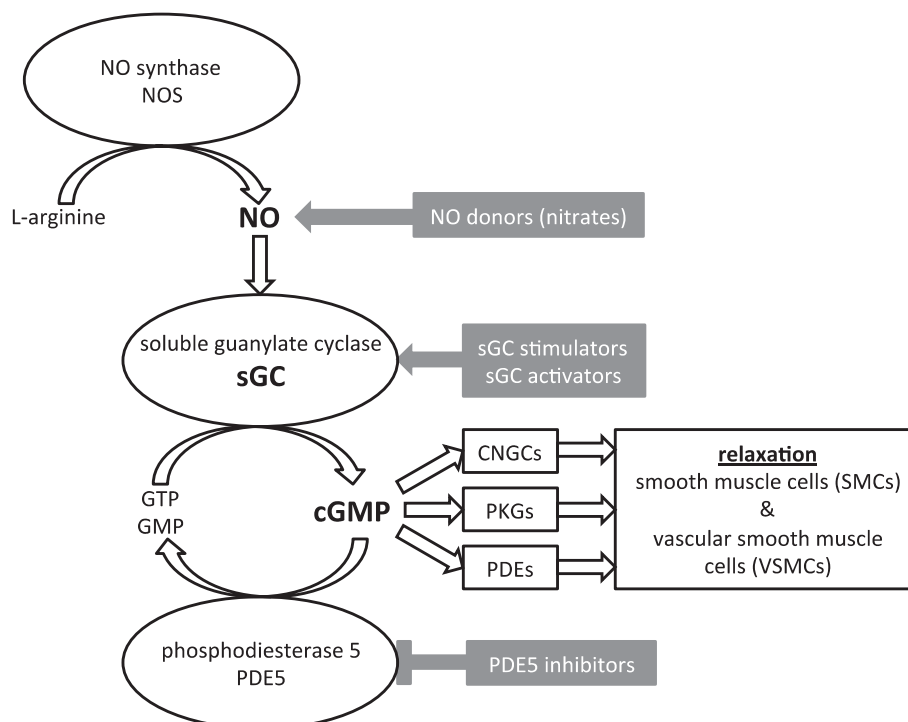 NO synthase
NOS
L-arginine
NO
NO donors (nitrates)
soluble guanylate cyclase
sGC
sGC stimulators
sGC activators
GTP
GMP
cGMP
CNGCs
PKGs
PDEs
relaxation
smooth muscle cells (SMCs)
&
vascular smooth muscle
cells (VSMCs)
phosphodiesterase 5
PDE5
PDE5 inhibitors